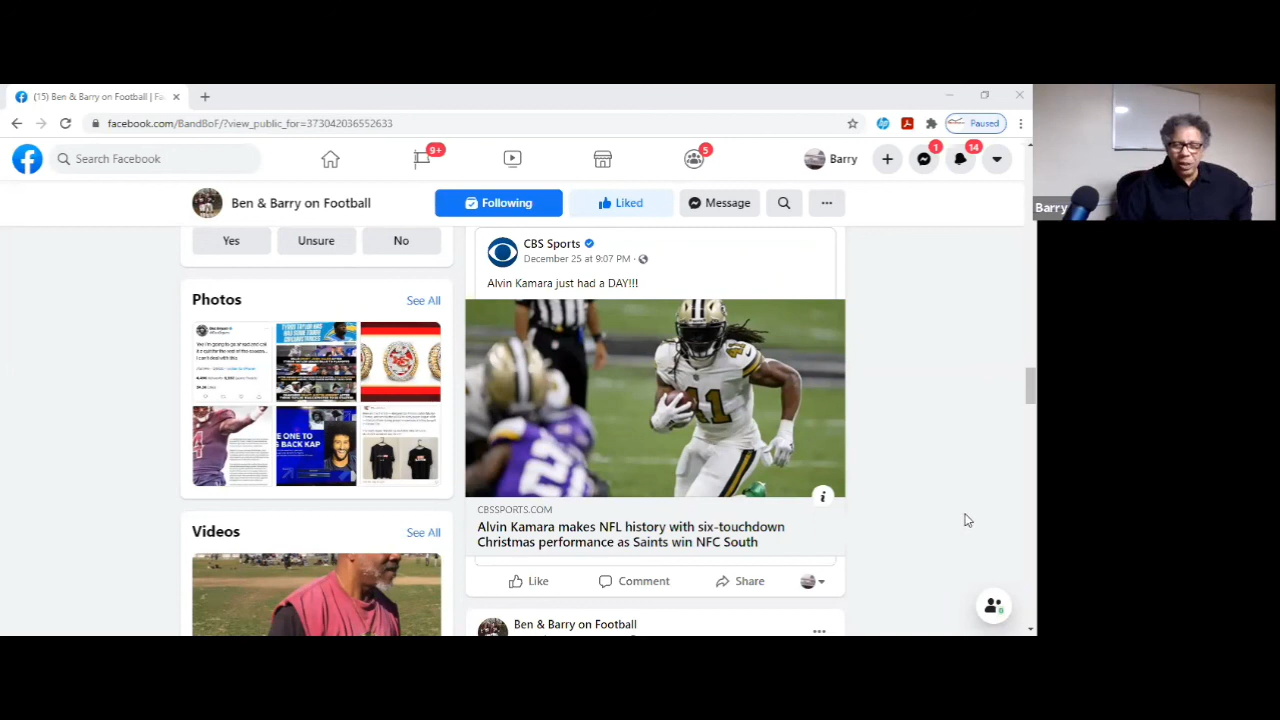 (15) Ben & Barry on Football | Fa
facebook.com/BandBoF/?view_public_for=373042036552633
Paused
Search Facebook
9+
5
Barry
1
14
Ben & Barry on Football
Following
Liked
Message
Yes
Unsure
No
Photos
See All
CBS Sports
December 25 at 9:07 PM
Alvin Kamara just had a DAY!!!
41
CBSSPORTS.COM
Alvin Kamara makes NFL history with six-touchdown
Christmas performance as Saints win NFC South
Like
Comment
Share
Videos
See All
Ben & Barry on Football
Barry